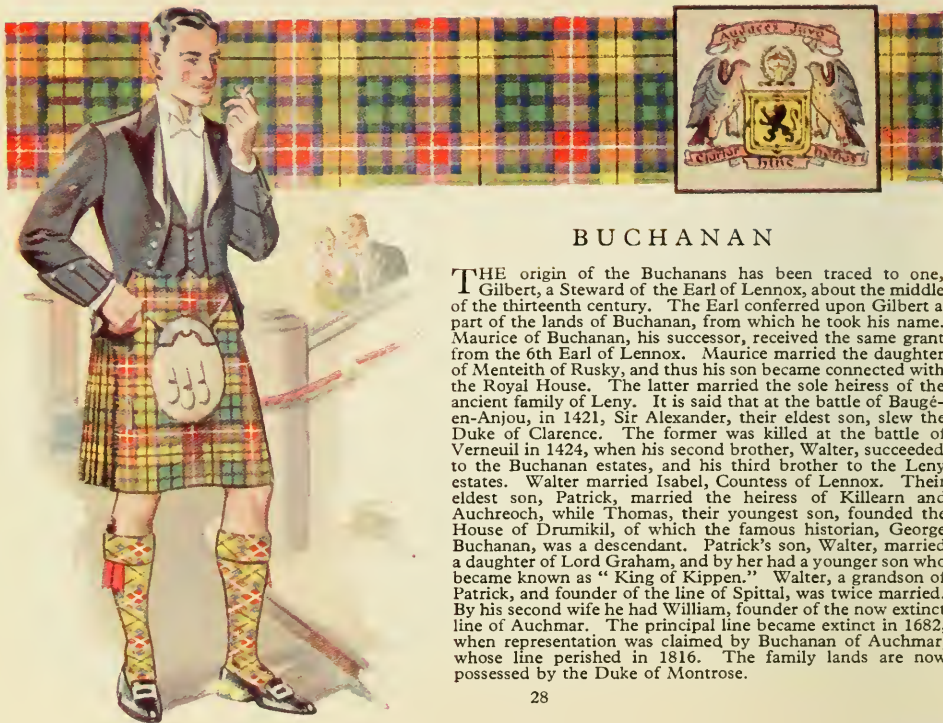 Audaces Juvo
clarior
hinc
honos
BUCHANAN
THE origin of the Buchanans has been traced to one,
Gilbert, a Steward of the Earl of Lennox, about the middle
of the thirteenth century. The Earl conferred upon Gilbert a
part of the lands of Buchanan, from which he took his name.
Maurice of Buchanan, his successor, received the same grant
from the 6th Earl of Lennox. Maurice married the daughter
of Menteith of Rusky, and thus his son became connected with
the Royal House. The latter married the sole heiress of the
ancient family of Leny. It is said that at the battle of Baugé-
en-Anjou, in 1421, Sir Alexander, their eldest son, slew the
Duke of Clarence. The former was killed at the battle of
Verneuil in 1424, when his second brother, Walter, succeeded
to the Buchanan estates, and his third brother to the Leny
estates. Walter married Isabel, Countess of Lennox. Their
eldest son, Patrick, married the heiress of Killearn and
Auchreoch, while Thomas, their youngest son, founded the
House of Drumikil, of which the famous historian, George
Buchanan, was a descendant. Patrick's son, Walter, married
a daughter of Lord Graham, and by her had a younger son who
became known as " King of Kippen." Walter, a grandson of
Patrick, and founder of the line of Spittal, was twice married.
By his second wife he had William, founder of the now extinct
line of Auchmar. The principal line became extinct in 1682,
when representation was claimed by Buchanan of Auchmar
whose line perished in 1816. The family lands are now
possessed by the Duke of Montrose.
28